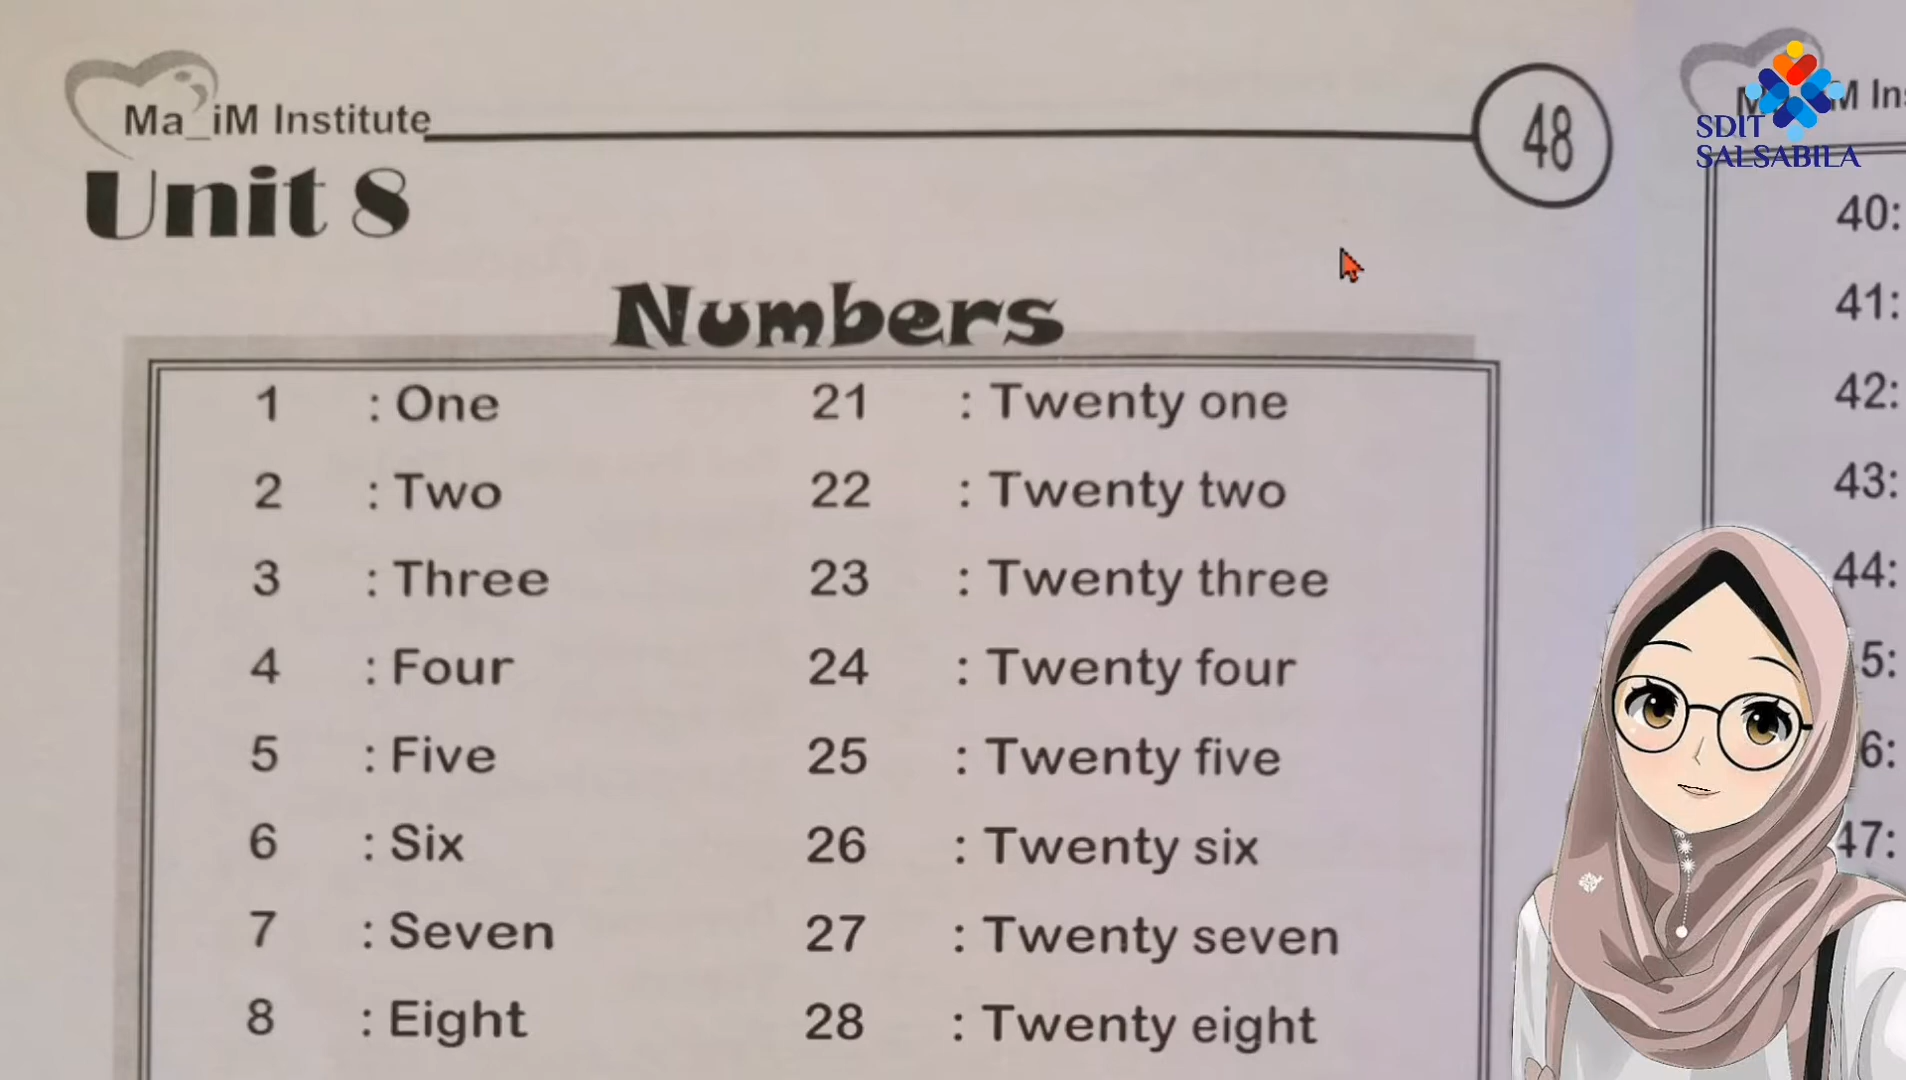 Ma_iM Institute
48
Unit 8
Numbers
1 : One 21 : Twenty one
2 : Two 22 : Twenty two
3 : Three 23 : Twenty three
4 : Four 24 : Twenty four
5 : Five 25 : Twenty five
6 : Six 26 : Twenty six
7 : Seven 27 : Twenty seven
8 : Eight 28 : Twenty eight
SDIT
SALSABILA
40:
41:
42:
43:
44:
5:
6:
47: